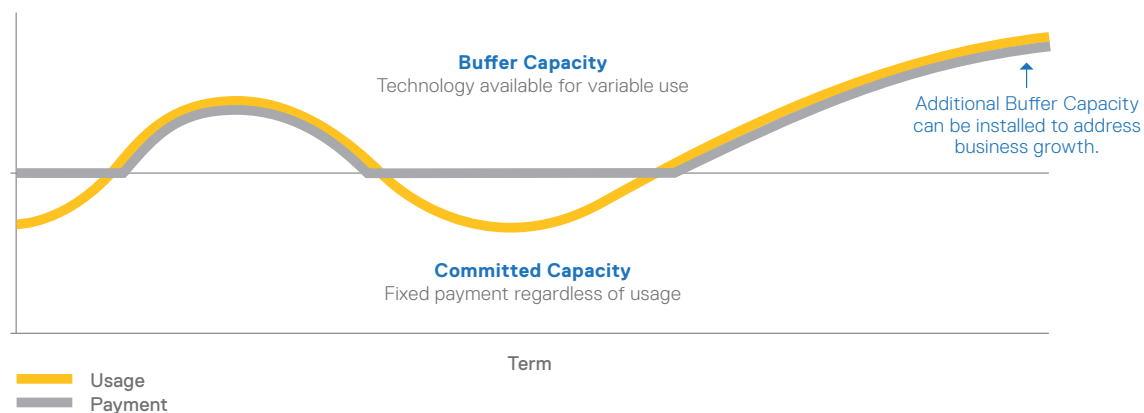 Buffer Capacity
Technology available for variable use
Additional Buffer Capacity
can be installed to address
business growth.
Committed Capacity
Fixed payment regardless of usage
Term
Usage
Payment